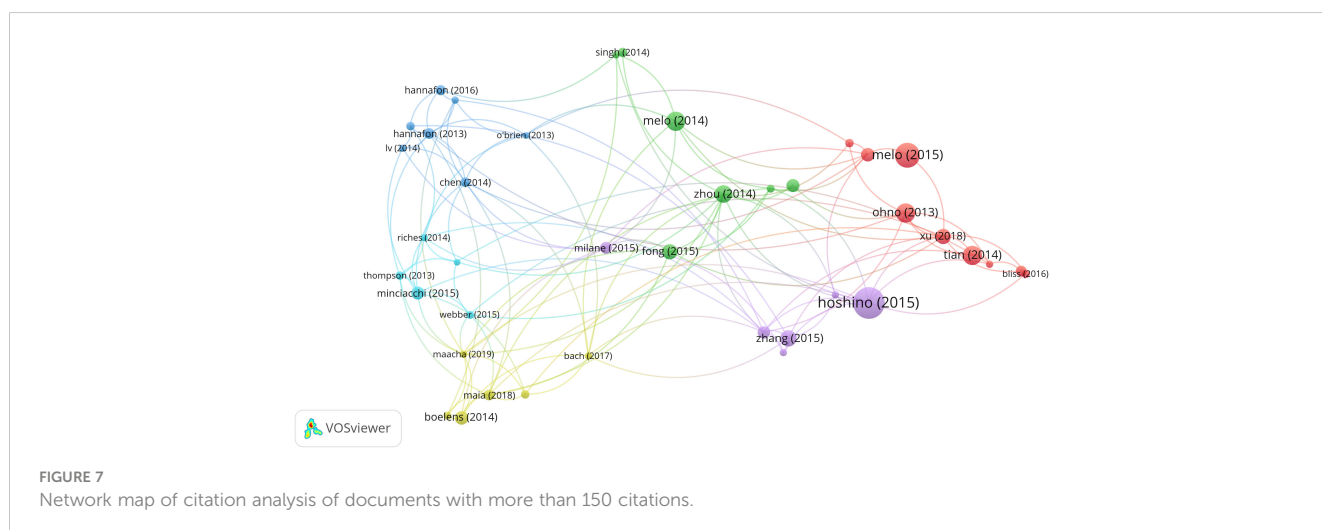 singh (2014)
hannafon (2016)
melo (2014)
hannafon (2013)
o'brien (2013)
lv (2014)
melo (2015)
chen (2014)
zhou (2014)
ohno (2013)
riches (2014)
xu (2018)
milane (2015)
fong (2015)
tian (2014)
thompson (2013)
bliss (2016)
minciacchi (2015)
hoshino (2015)
webber (2015)
zhang (2015)
maacha (2019)
bach (2017)
maia (2018)
boelens (2014)
VOSviewer
FIGURE 7
Network map of citation analysis of documents with more than 150 citations.